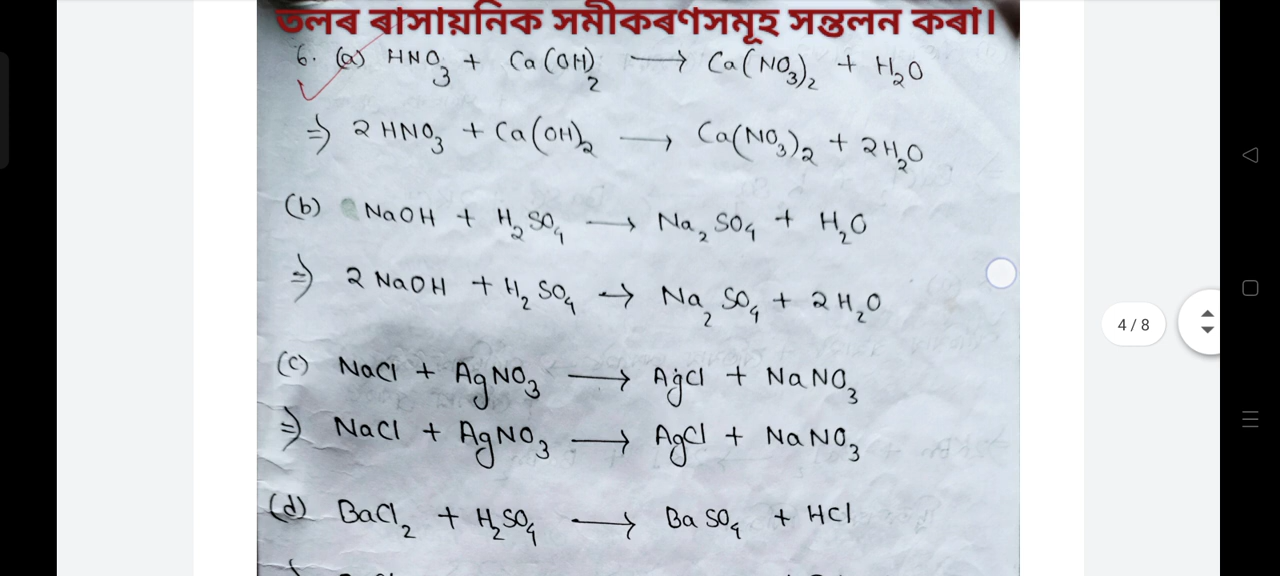 তলৰ ৰাসায়নিক সমীকৰণসমূহ সন্তুলন কৰা।
6. (a) HNO3 + Ca(OH)2 ⟶ Ca(NO3)2 + H2O
⇒ 2HNO3 + Ca(OH)2 ⟶ Ca(NO3)2 + 2H2O
(b) NaOH + H2SO4 ⟶ Na2SO4 + H2O
⇒ 2NaOH + H2SO4 → Na2SO4 + 2H2O
(c) NaCl + AgNO3 ⟶ AgCl + NaNO3
⇒ NaCl + AgNO3 ⟶ AgCl + NaNO3
4 / 8
(d) BaCl2 + H2SO4 ⟶ BaSO4 + HCl